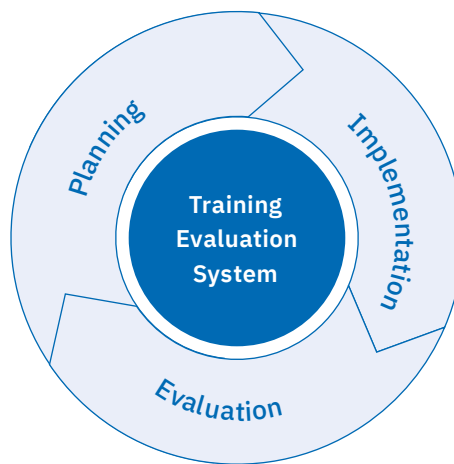 Planning
Implementation
Training
Evaluation
System
Evaluation